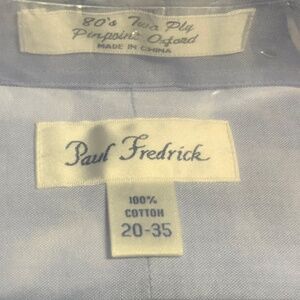 80's Two Ply
Pinpoint Oxford
MADE IN CHINA
Paul Fredrick
100%
COTTON
20-35